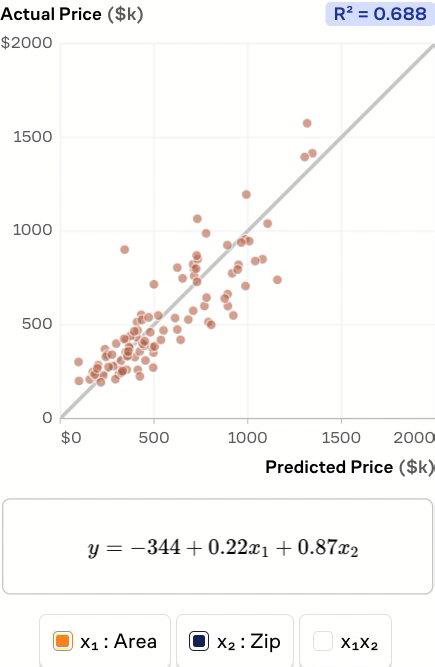 Actual Price ($k)
R² = 0.688
$2000
1500
1000
500
0
$0 500 1000 1500 2000
Predicted Price ($k)
y = −344 + 0.22x₁ + 0.87x₂
x₁ : Area x₂ : Zip x₁x₂